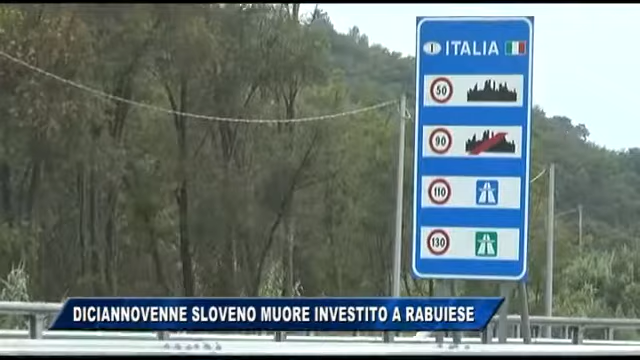 I ITALIA
50
90
110
130
DICIANNOVENNE SLOVENO MUORE INVESTITO A RABUIESE